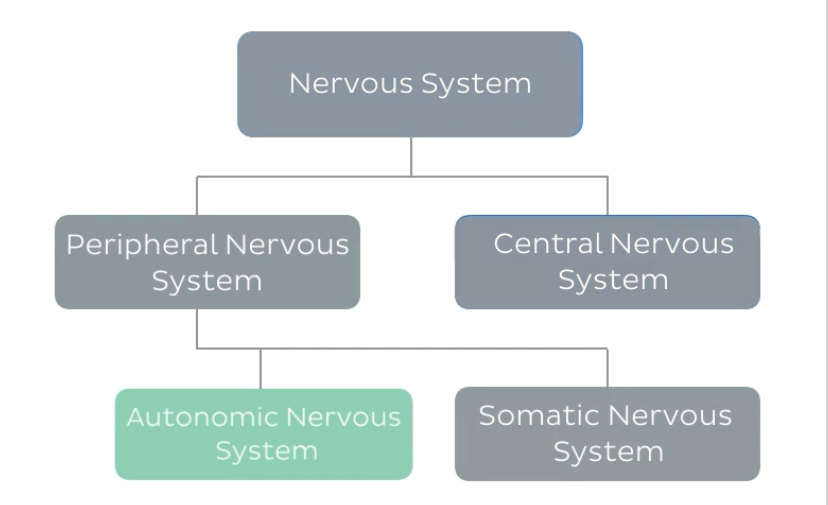 Nervous System
Peripheral Nervous
System
Central Nervous
System
Autonomic Nervous
System
Somatic Nervous
System